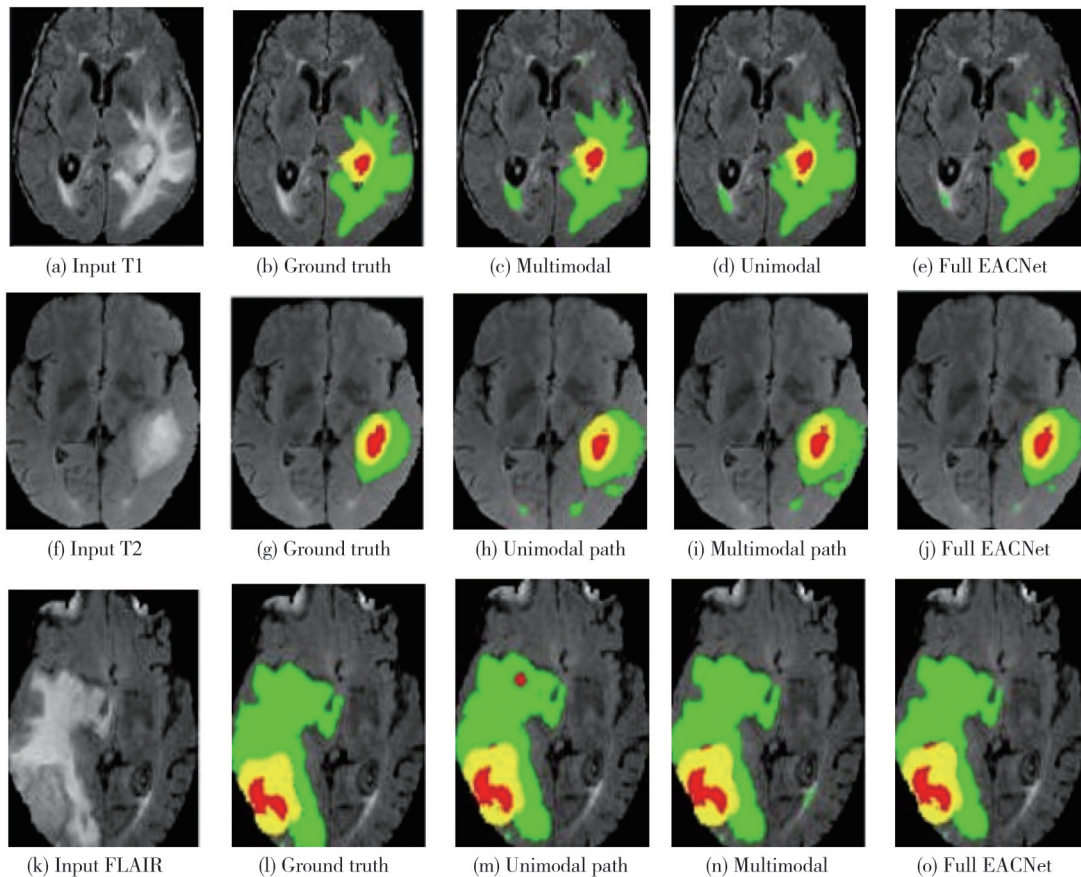 (a) Input T1 (b) Ground truth (c) Multimodal (d) Unimodal (e) Full EACNet
(f) Input T2 (g) Ground truth (h) Unimodal path (i) Multimodal path (j) Full EACNet
(k) Input FLAIR (l) Ground truth (m) Unimodal path (n) Multimodal (o) Full EACNet